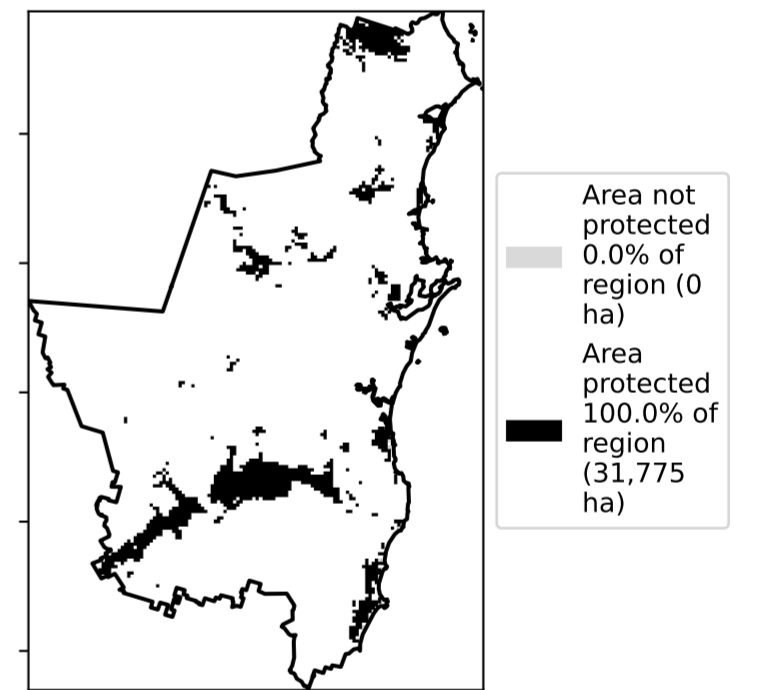 Area not
protected
0.0% of
region (0
ha)
Area
protected
100.0% of
region
(31,775
ha)